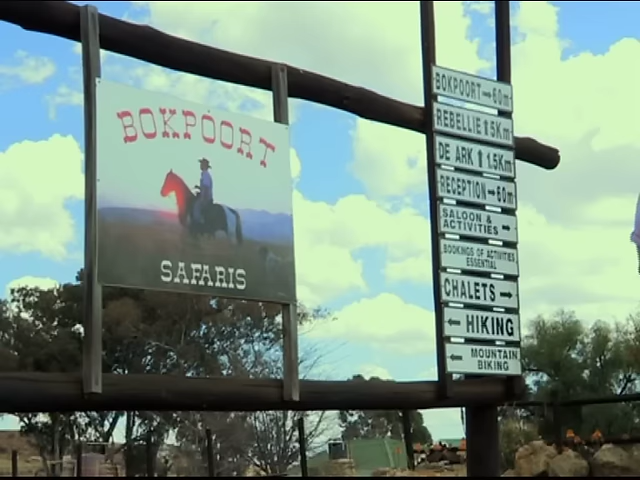 BOKPOORT
SAFARIS
BOKPOORT → 60m
REBELLIE ↑ 5Km
DE ARK ↑ 1.5Km
RECEPTION → 60m
SALOON &
ACTIVITIES →
BOOKINGS OF ACTIVITIES
ESSENTIAL
CHALETS →
← HIKING
← MOUNTAIN
BIKING